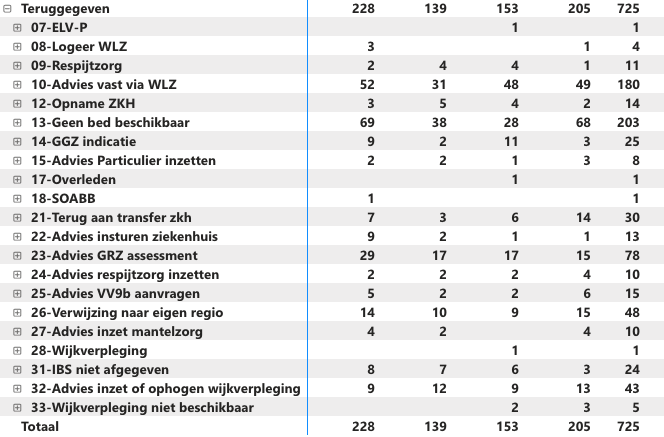 Teruggegeven 228 139 153 205 725
07-ELV-P 1 1
08-Logeer WLZ 3 1 4
09-Respijtzorg 2 4 4 1 11
10-Advies vast via WLZ 52 31 48 49 180
12-Opname ZKH 3 5 4 2 14
13-Geen bed beschikbaar 69 38 28 68 203
14-GGZ indicatie 9 2 11 3 25
15-Advies Particulier inzetten 2 2 1 3 8
17-Overleden 1 1
18-SOABB 1 1
21-Terug aan transfer zkh 7 3 6 14 30
22-Advies insturen ziekenhuis 9 2 1 1 13
23-Advies GRZ assessment 29 17 17 15 78
24-Advies respijtzorg inzetten 2 2 2 4 10
25-Advies VV9b aanvragen 5 2 2 6 15
26-Verwijzing naar eigen regio 14 10 9 15 48
27-Advies inzet mantelzorg 4 2 4 10
28-Wijkverpleging 1 1
31-IBS niet afgegeven 8 7 6 3 24
32-Advies inzet of ophogen wijkverpleging 9 12 9 13 43
33-Wijkverpleging niet beschikbaar 2 3 5
Totaal 228 139 153 205 725